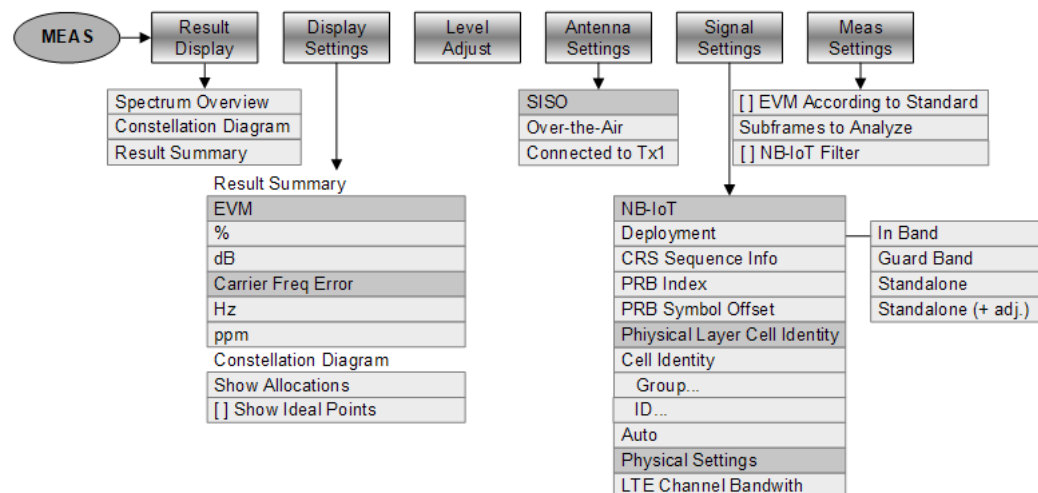 MEAS
Result
Display
Display
Settings
Level
Adjust
Antenna
Settings
Signal
Settings
Meas
Settings
Spectrum Overview
Constellation Diagram
Result Summary
SISO
Over-the-Air
Connected to Tx1
[ ] EVM According to Standard
Subframes to Analyze
[ ] NB-IoT Filter
Result Summary
EVM
%
dB
Carrier Freq Error
Hz
ppm
Constellation Diagram
Show Allocations
[ ] Show Ideal Points
NB-IoT
Deployment
CRS Sequence Info
PRB Index
PRB Symbol Offset
Phiysical Layer Cell Identity
Cell Identity
Group...
ID...
Auto
Physical Settings
LTE Channel Bandwith
In Band
Guard Band
Standalone
Standalone (+ adj.)